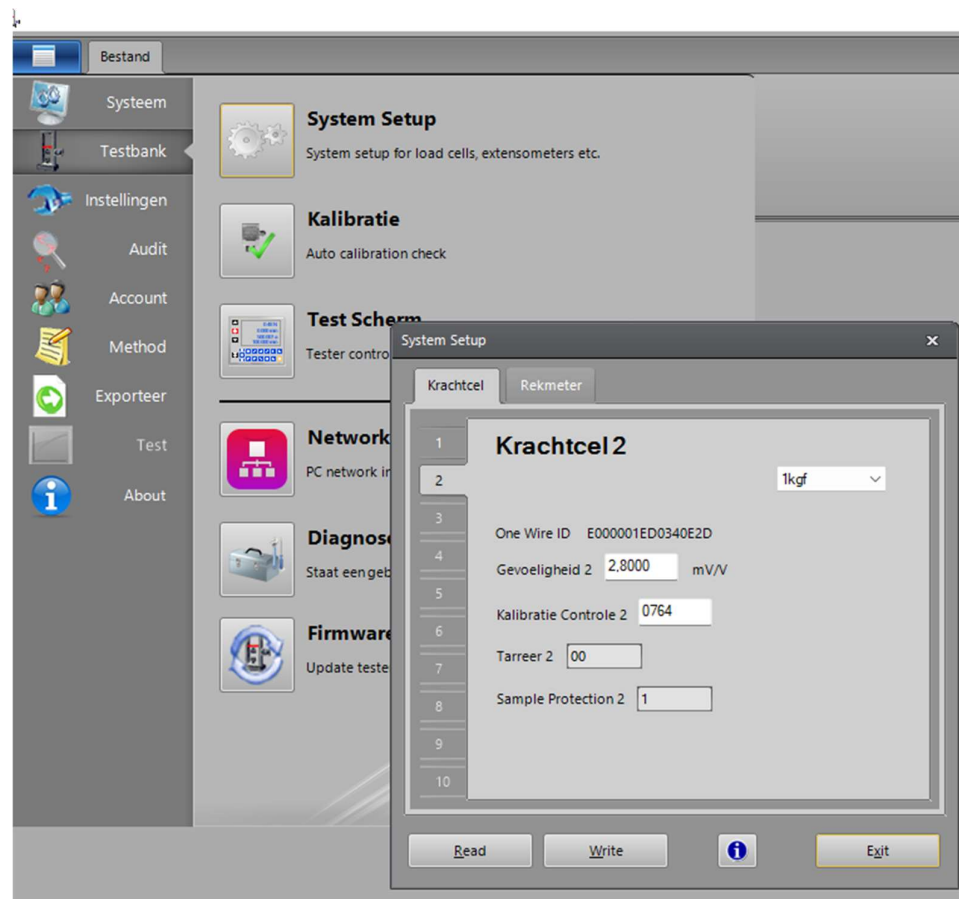 Bestand
Systeem
Testbank
Instellingen
Audit
Account
Method
Exporteer
Test
About
System Setup
System setup for load cells, extensometers etc.
Kalibratie
Auto calibration check
Test Scherm
Tester contro
Network
PC network in
Diagnose
Staat een geb
Firmware
Update teste
System Setup
Krachtcel Rekmeter
1
2
3
4
5
6
7
8
9
10
Krachtcel 2
1kgf
One Wire ID E000001ED0340E2D
Gevoeligheid 2 2,8000 mV/V
Kalibratie Controle 2 0764
Tarreer 2 00
Sample Protection 2 1
Read Write Exit